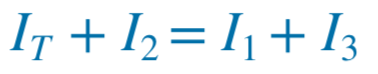 I_T + I_2 = I_1 + I_3